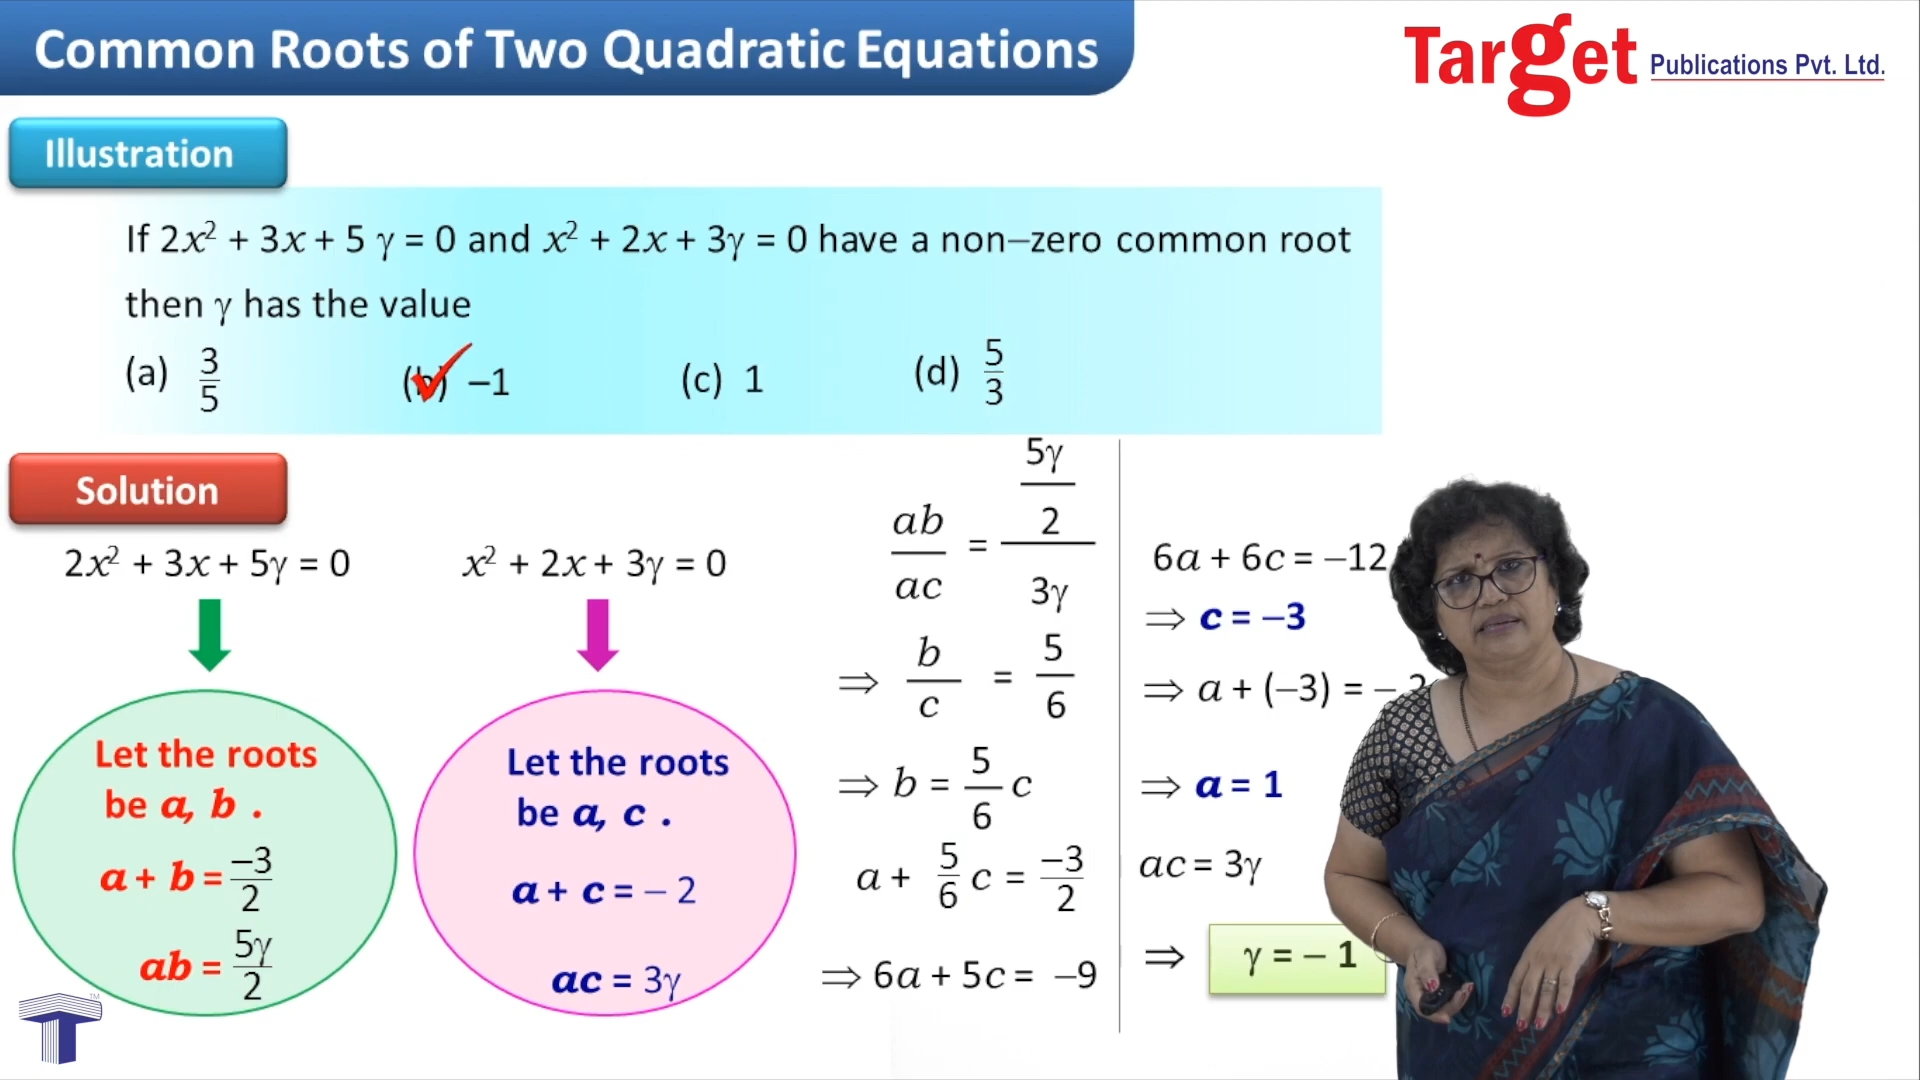 Common Roots of Two Quadratic Equations
Target Publications Pvt. Ltd.
Illustration
If 2x² + 3x + 5 γ = 0 and x² + 2x + 3γ = 0 have a non–zero common root
then γ has the value
(a) 3/5 (b) –1 (c) 1 (d) 5/3
Solution
2x² + 3x + 5γ = 0
Let the roots
be a, b .
a + b = –3/2
ab = 5γ/2
x² + 2x + 3γ = 0
Let the roots
be a, c .
a + c = – 2
ac = 3γ
ab/ac = (5γ/2)/3γ
⇒ b/c = 5/6
⇒ b = 5/6 c
a + 5/6 c = –3/2
⇒ 6a + 5c = –9
6a + 6c = –12
⇒ c = –3
⇒ a + (–3) = –
⇒ a = 1
ac = 3γ
⇒ γ = – 1
T
TM